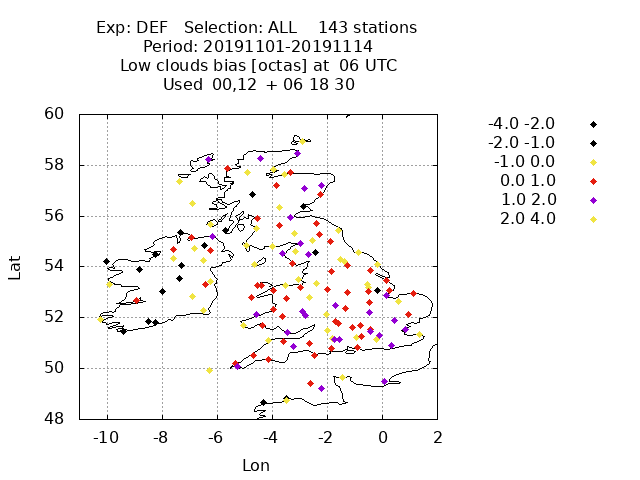 Exp: DEF Selection: ALL 143 stations
Period: 20191101-20191114
Low clouds bias [octas] at 06 UTC
Used 00,12 + 06 18 30
60
58
56
54
52
50
48
-10 -8 -6 -4 -2 0 2
Lat
Lon
-4.0 -2.0
-2.0 -1.0
-1.0 0.0
0.0 1.0
1.0 2.0
2.0 4.0